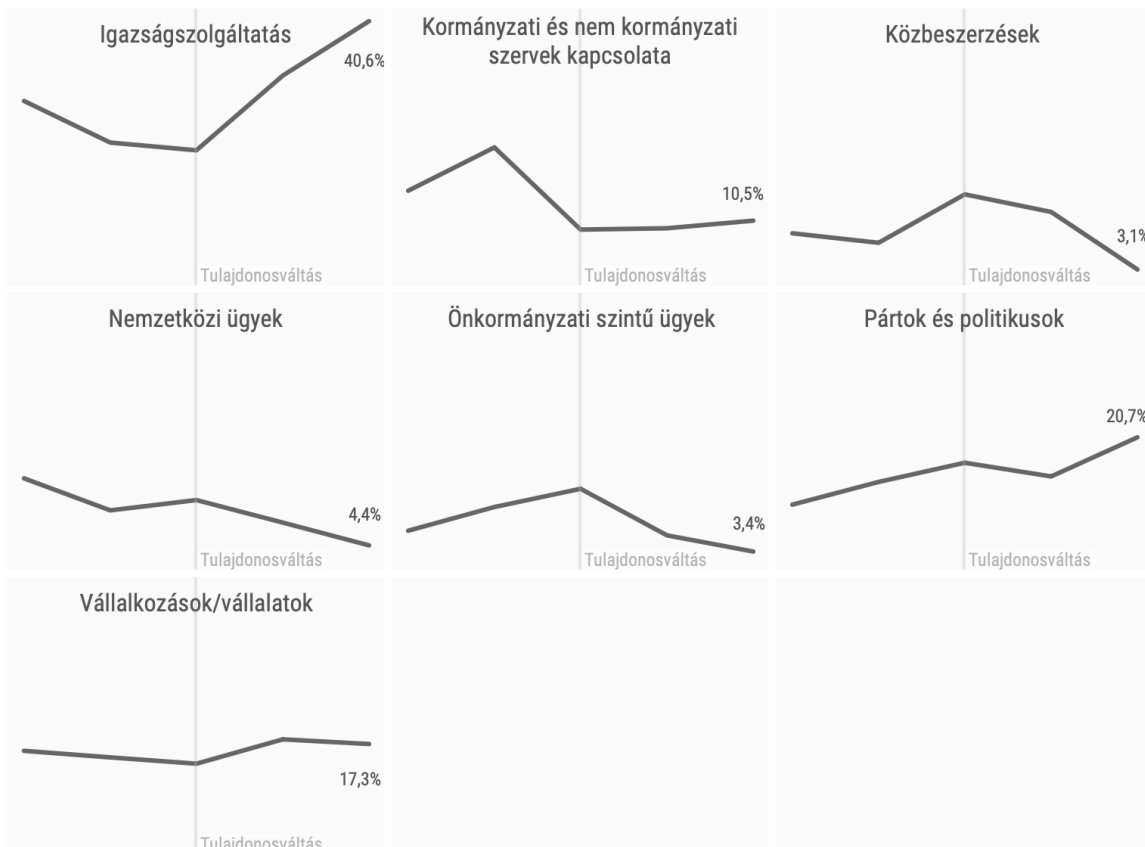 Igazságszolgáltatás
40,6%
Tulajdonosváltás
Kormányzati és nem kormányzati
szervek kapcsolata
10,5%
Tulajdonosváltás
Közbeszerzések
3,1%
Tulajdonosváltás
Nemzetközi ügyek
4,4%
Tulajdonosváltás
Önkormányzati szintű ügyek
3,4%
Tulajdonosváltás
Pártok és politikusok
20,7%
Tulajdonosváltás
Vállalkozások/vállalatok
17,3%
Tulajdonosváltás